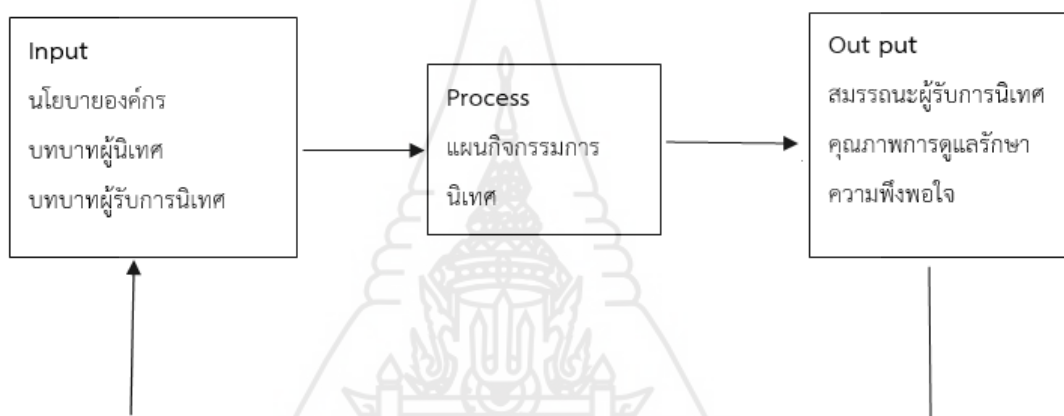 Input
นโยบายองค์กร
บทบาทผู้นิเทศ
บทบาทผู้รับการนิเทศ
Process
แผนกิจกรรมการ
นิเทศ
Out put
สมรรถนะผู้รับการนิเทศ
คุณภาพการดูแลรักษา
ความพึงพอใจ